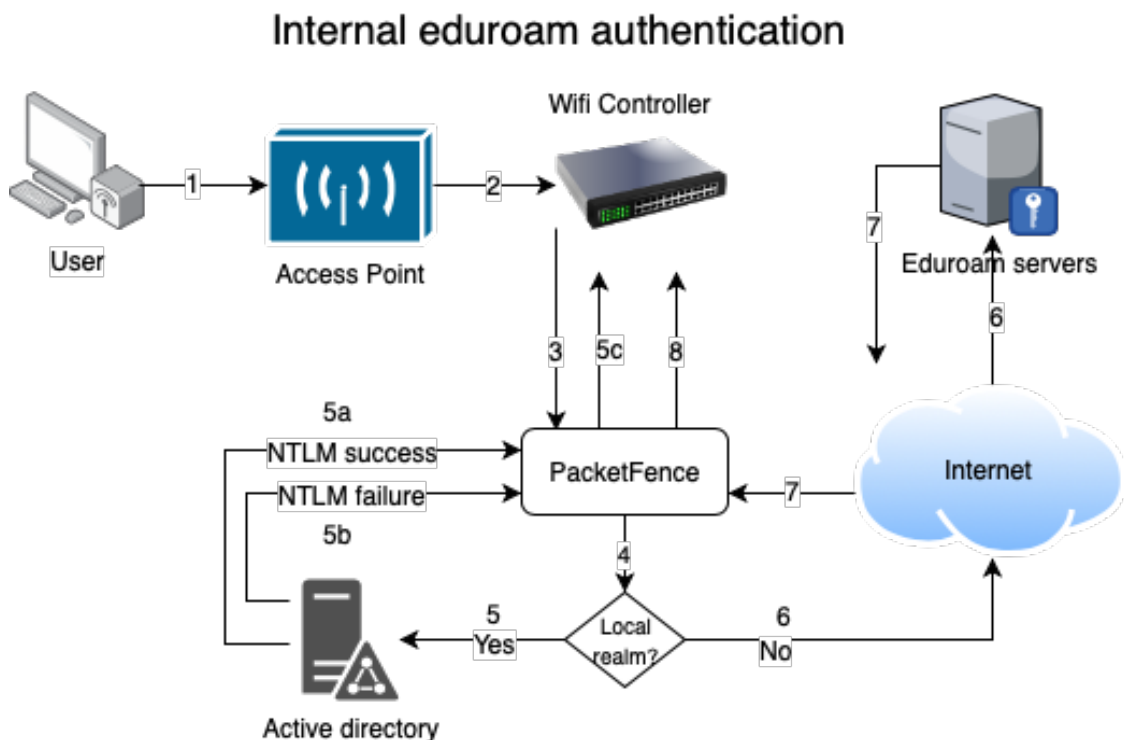 Internal eduroam authentication
Wifi Controller
1
2
7
User
Access Point
Eduroam servers
6
3
5c
8
5a
NTLM success
PacketFence
Internet
NTLM failure
7
5b
4
5
6
Local
realm?
Yes
No
Active directory